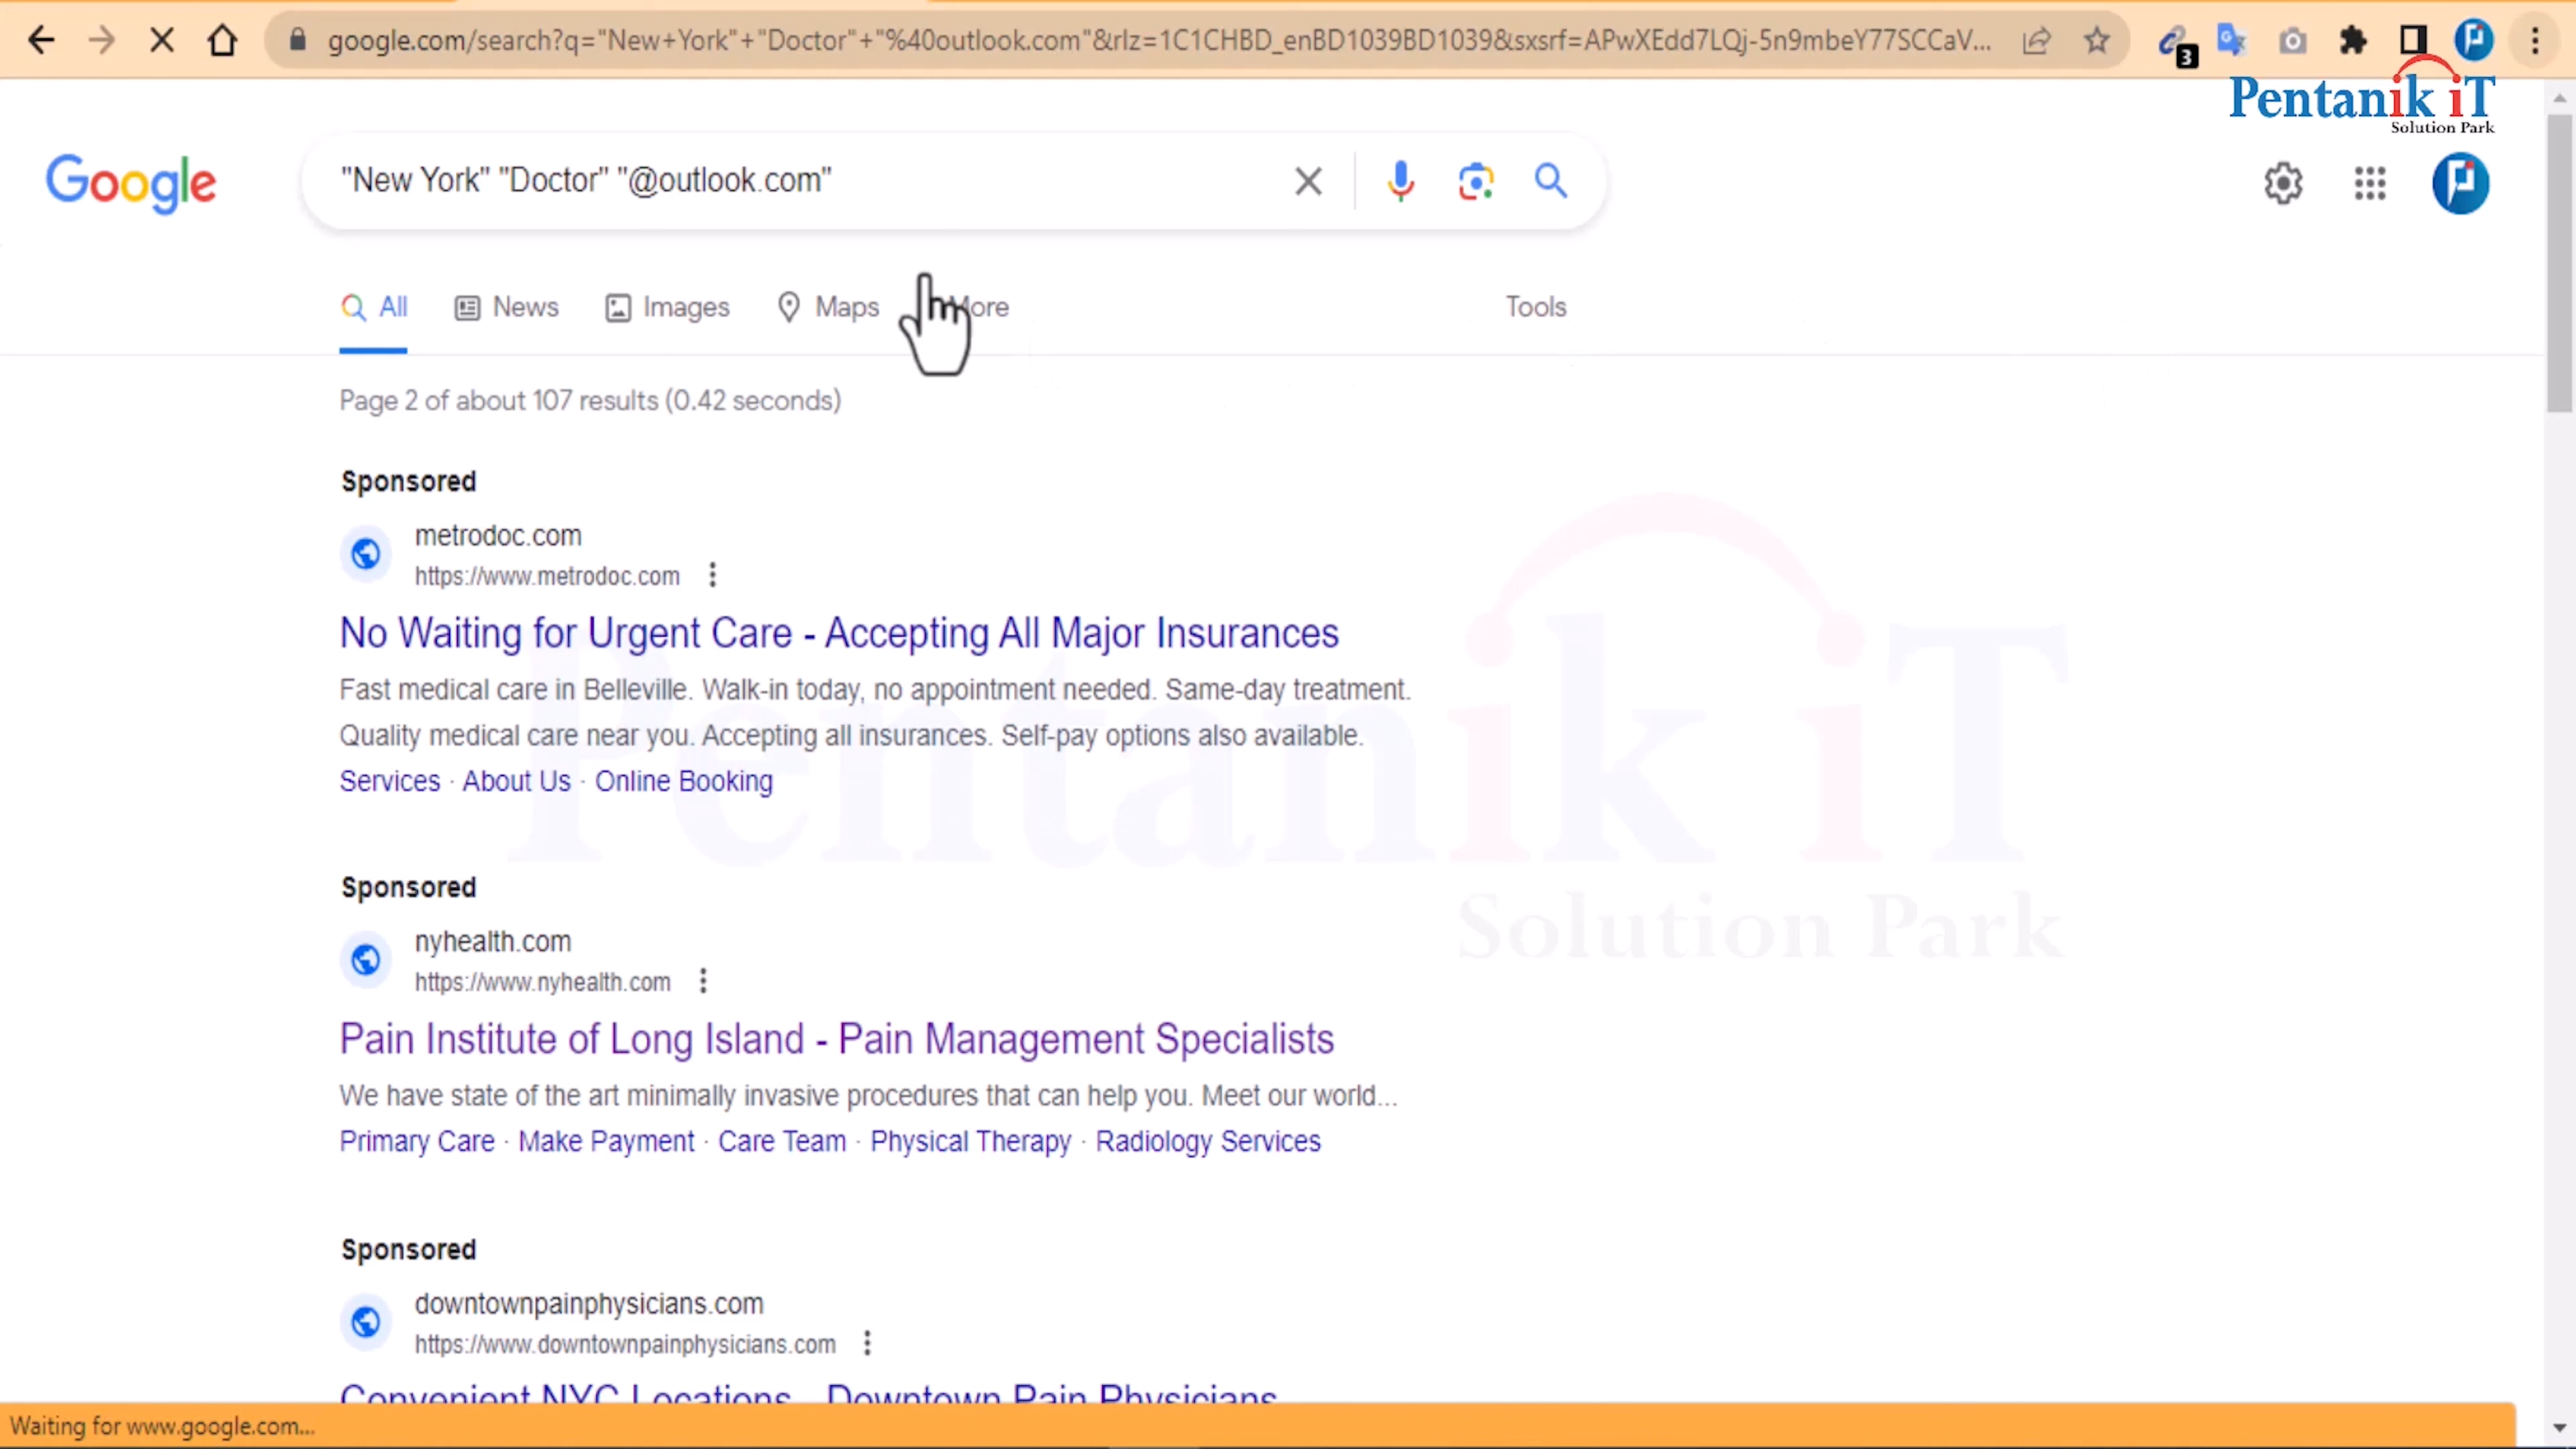 google.com/search?q="New+York"+"Doctor"+"%40outlook.com"&rlz=1C1CHBD_enBD1039BD1039&sxsrf=APwXEdd7LQj-5n9mbeY77SCCaV...
3
Pentanik iT
Solution Park
Google
"New York" "Doctor" "@outlook.com"
All
News
Images
Maps
More
Tools
Page 2 of about 107 results (0.42 seconds)
Sponsored
metrodoc.com
https://www.metrodoc.com
No Waiting for Urgent Care - Accepting All Major Insurances
Fast medical care in Belleville. Walk-in today, no appointment needed. Same-day treatment.
Quality medical care near you. Accepting all insurances. Self-pay options also available.
Services · About Us · Online Booking
Pentanik iT
Solution Park
Sponsored
nyhealth.com
https://www.nyhealth.com
Pain Institute of Long Island - Pain Management Specialists
We have state of the art minimally invasive procedures that can help you. Meet our world...
Primary Care · Make Payment · Care Team · Physical Therapy · Radiology Services
Sponsored
downtownpainphysicians.com
https://www.downtownpainphysicians.com
Convenient NYC Locations - Downtown Pain Physicians
Waiting for www.google.com...